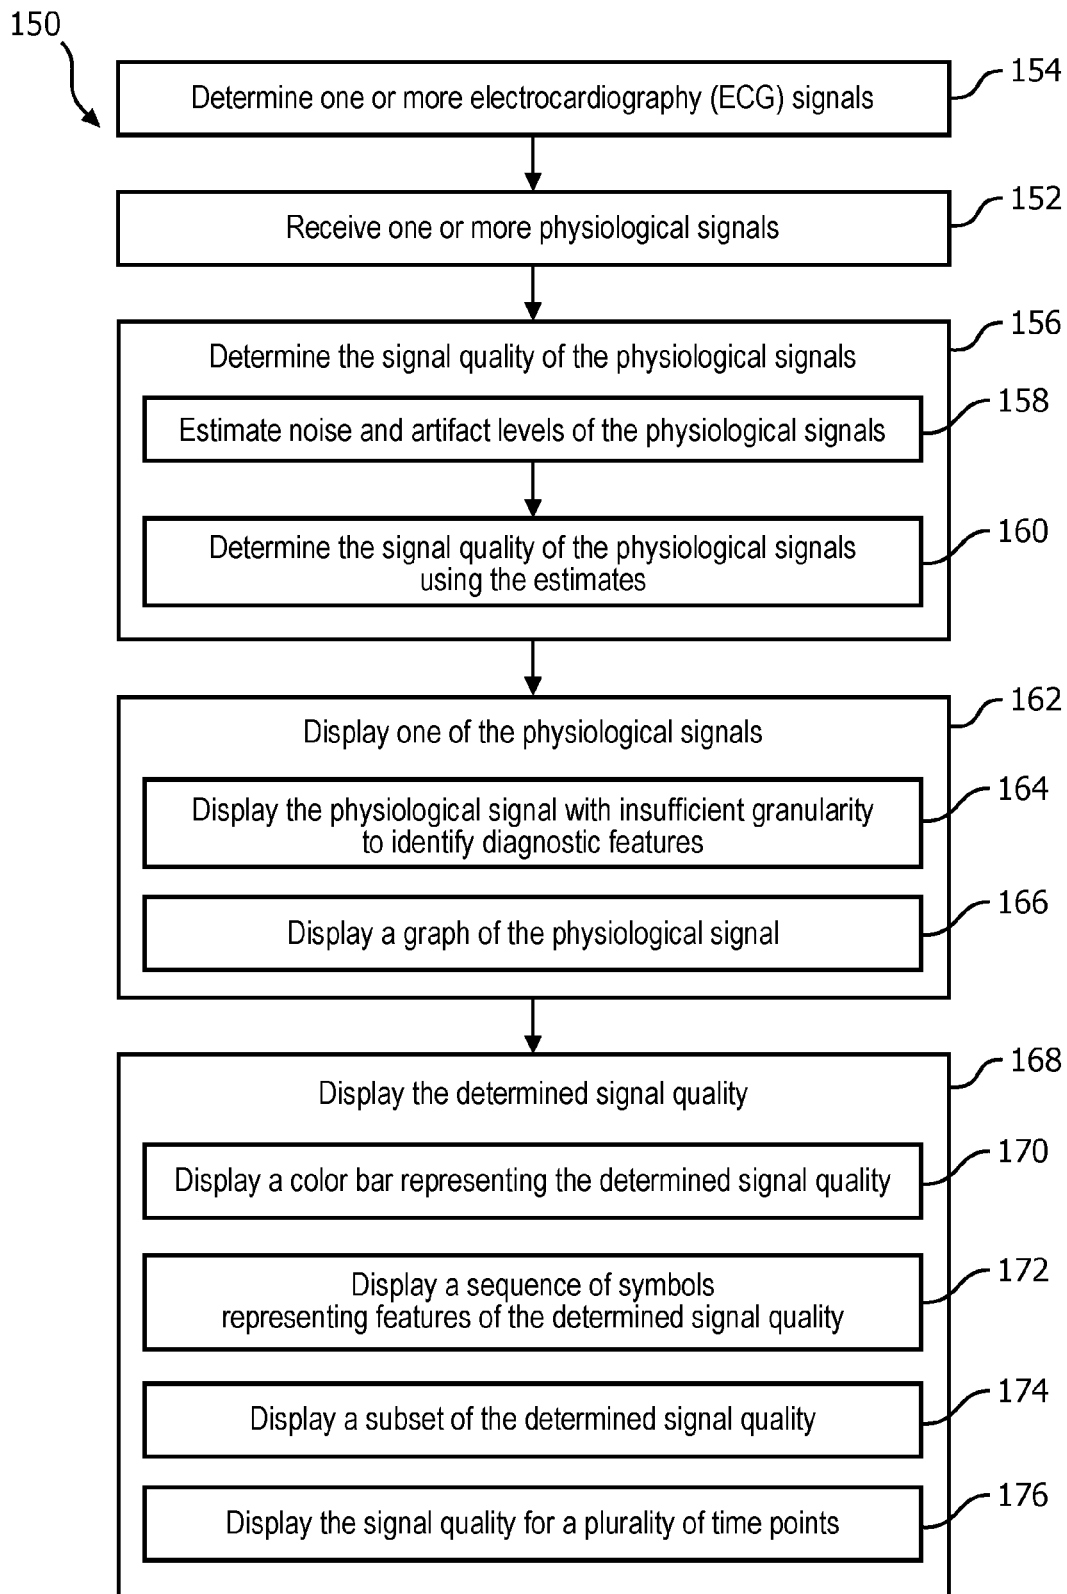 150
Determine one or more electrocardiography (ECG) signals
154
Receive one or more physiological signals
152
Determine the signal quality of the physiological signals
156
Estimate noise and artifact levels of the physiological signals
158
Determine the signal quality of the physiological signals
using the estimates
160
Display one of the physiological signals
162
Display the physiological signal with insufficient granularity
to identify diagnostic features
164
Display a graph of the physiological signal
166
Display the determined signal quality
168
Display a color bar representing the determined signal quality
170
Display a sequence of symbols
representing features of the determined signal quality
172
Display a subset of the determined signal quality
174
Display the signal quality for a plurality of time points
176